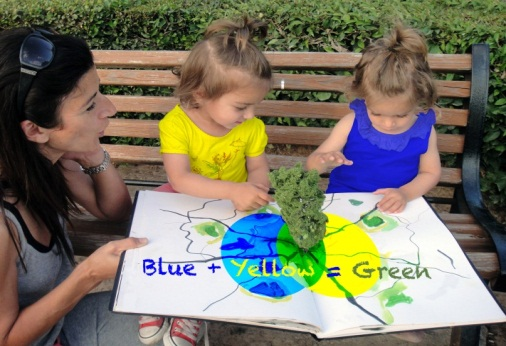 Blue + Yellow = Green